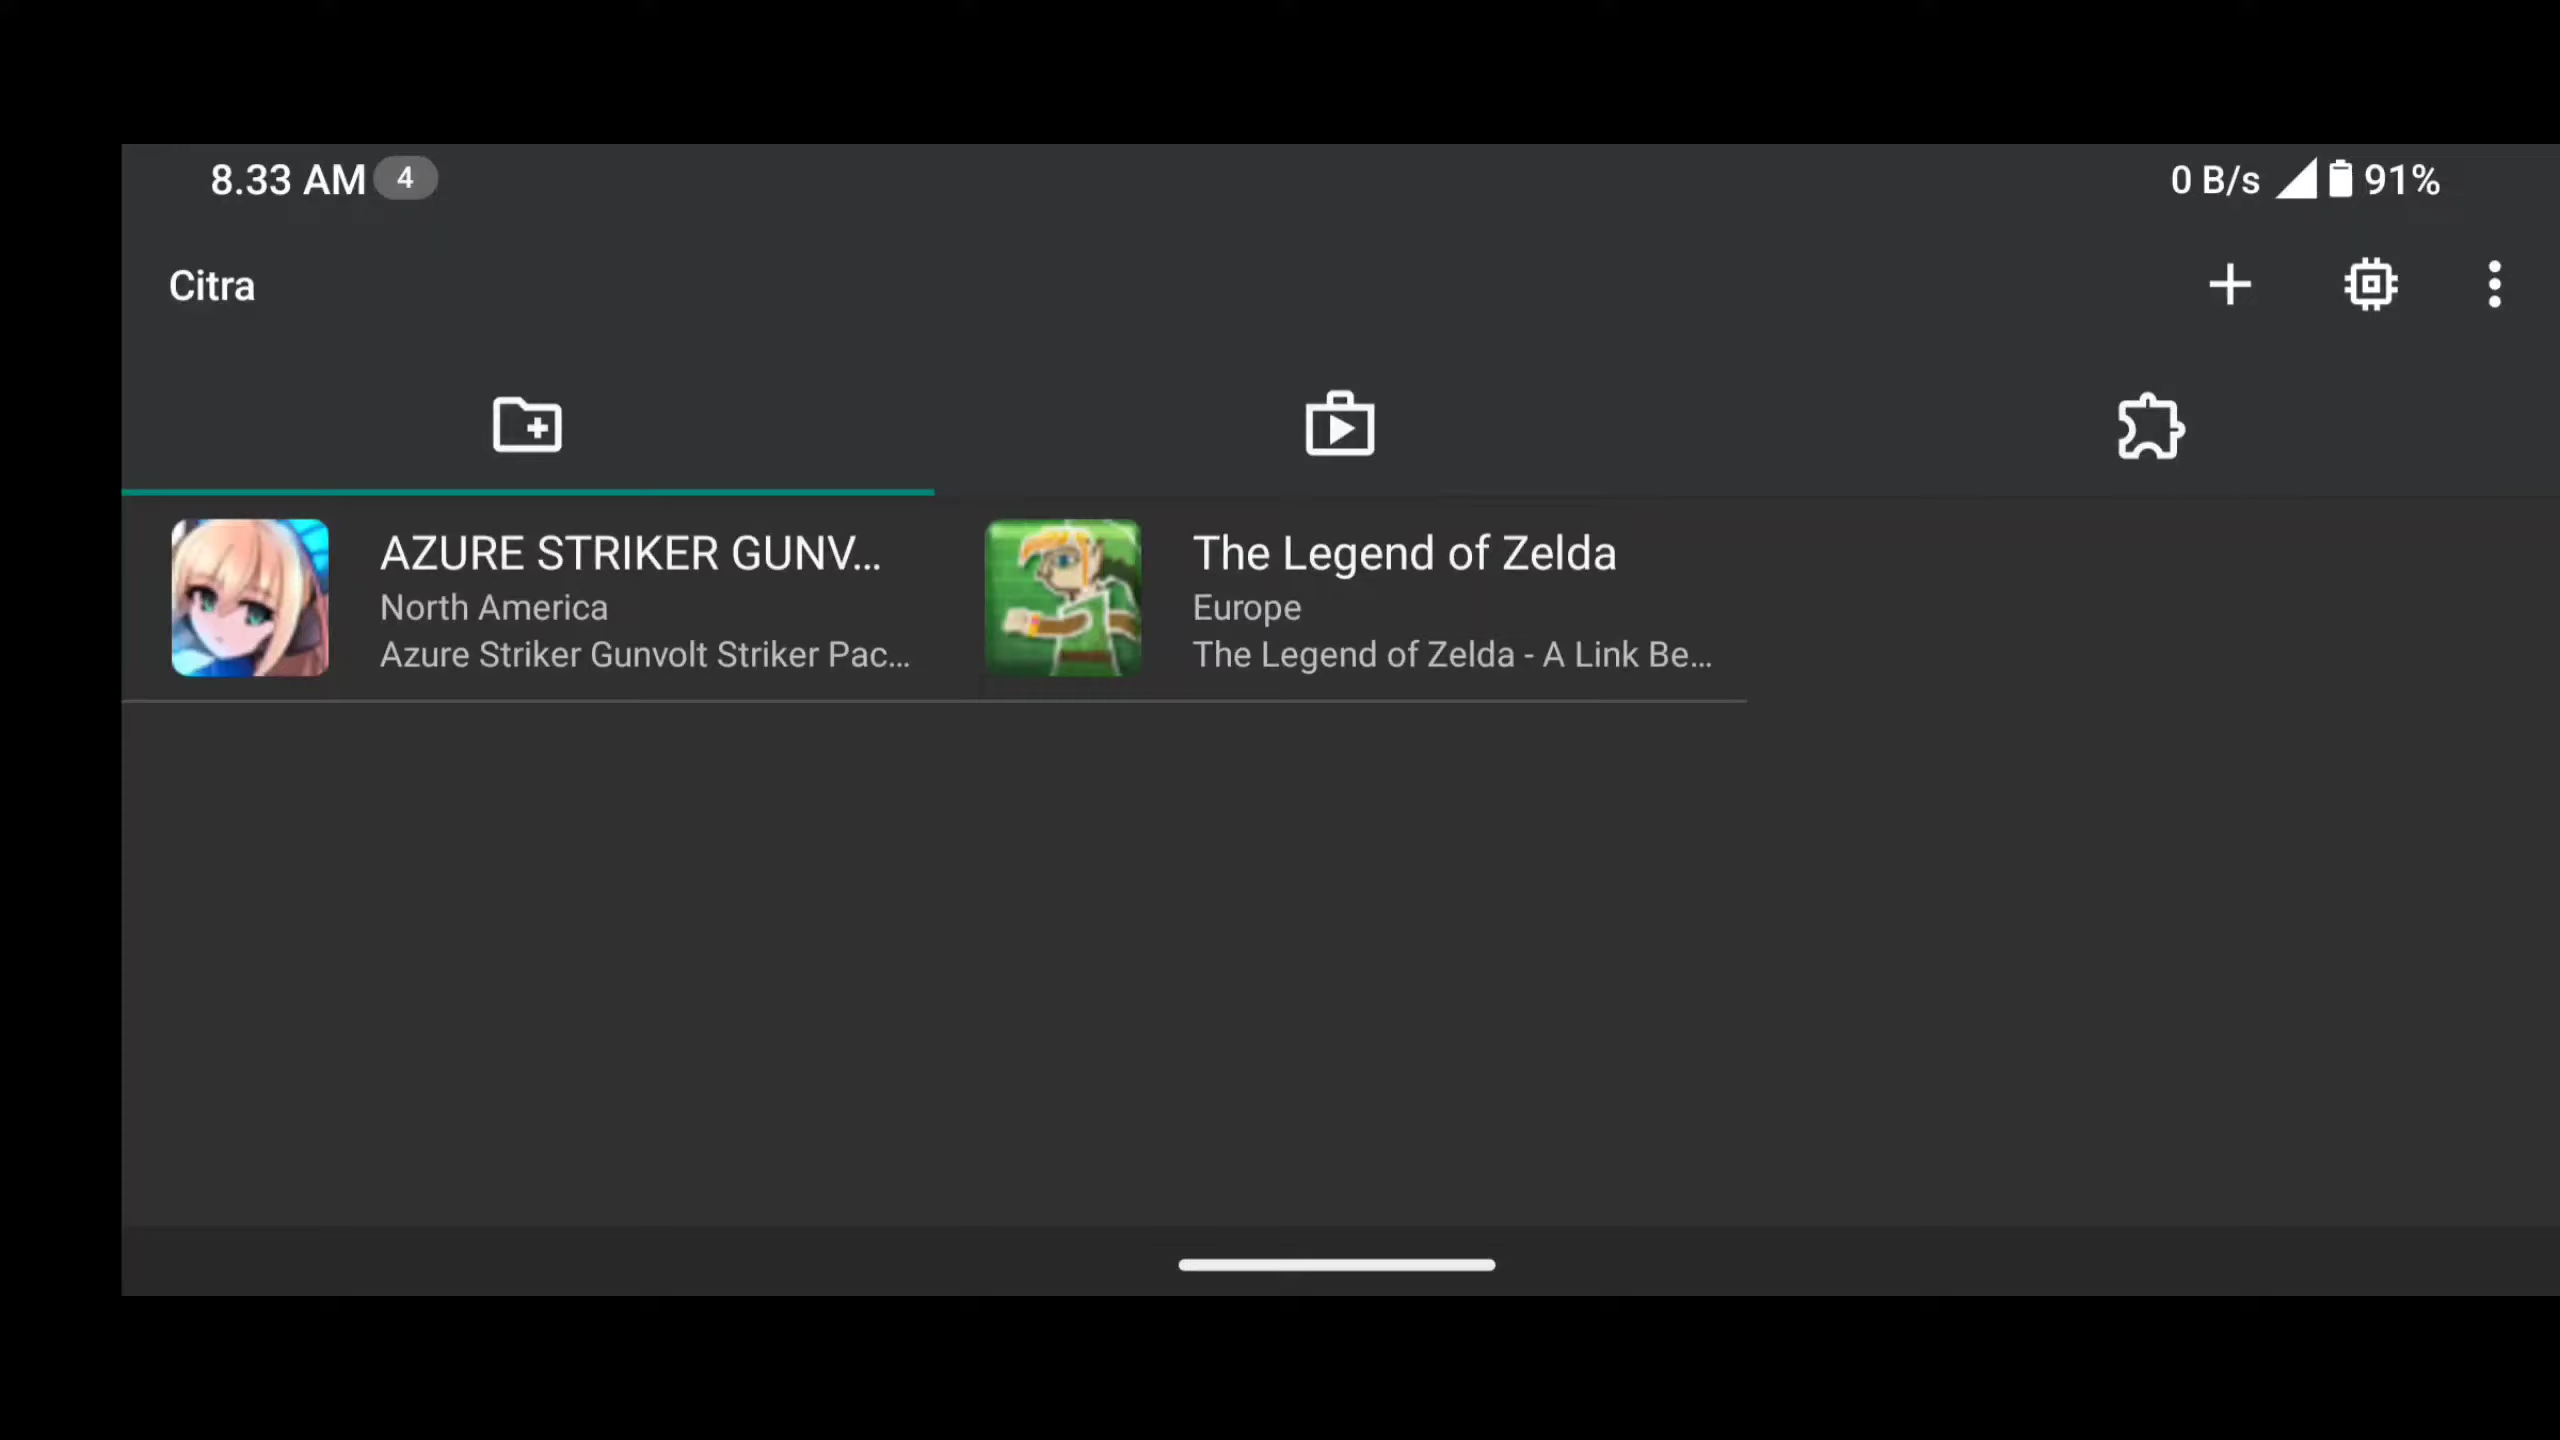 8.33 AM 4
0 B/s 91%
Citra
AZURE STRIKER GUNV...
North America
Azure Striker Gunvolt Striker Pac...
The Legend of Zelda
Europe
The Legend of Zelda - A Link Be...